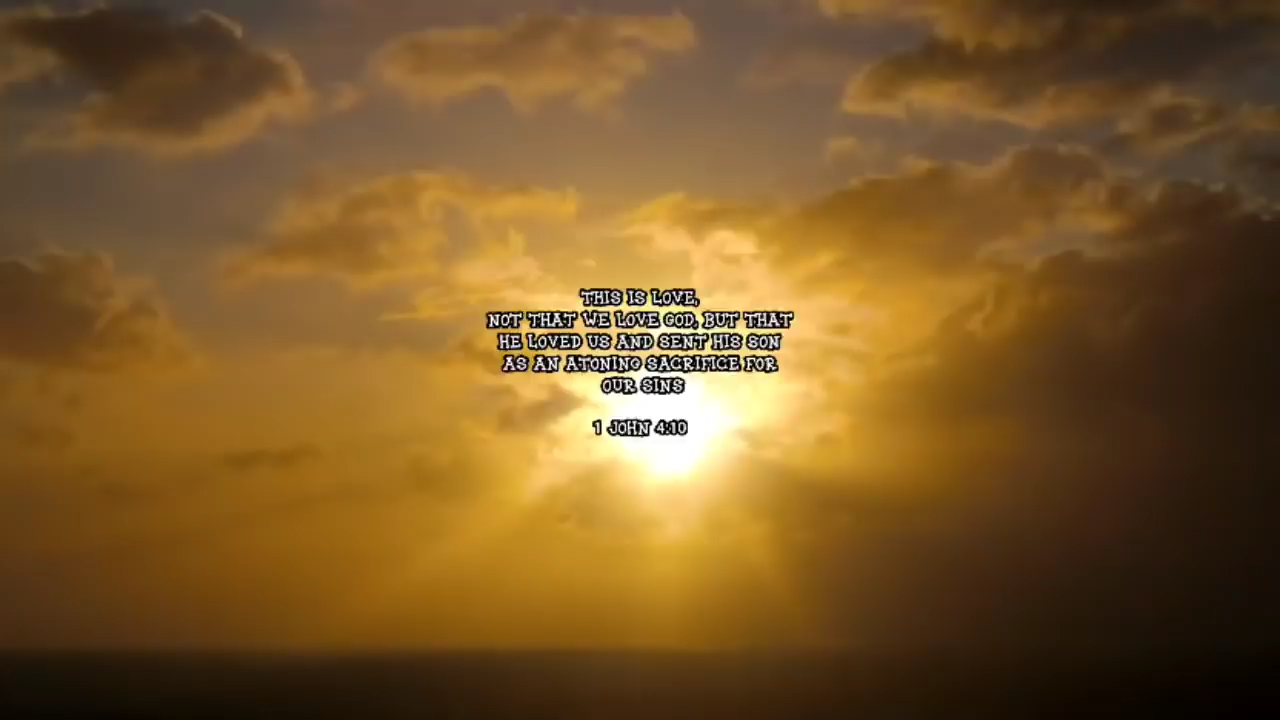 THIS IS LOVE,
NOT THAT WE LOVE GOD, BUT THAT
HE LOVED US AND SENT HIS SON
AS AN ATONING SACRIFICE FOR
OUR SINS
1 JOHN 4:10